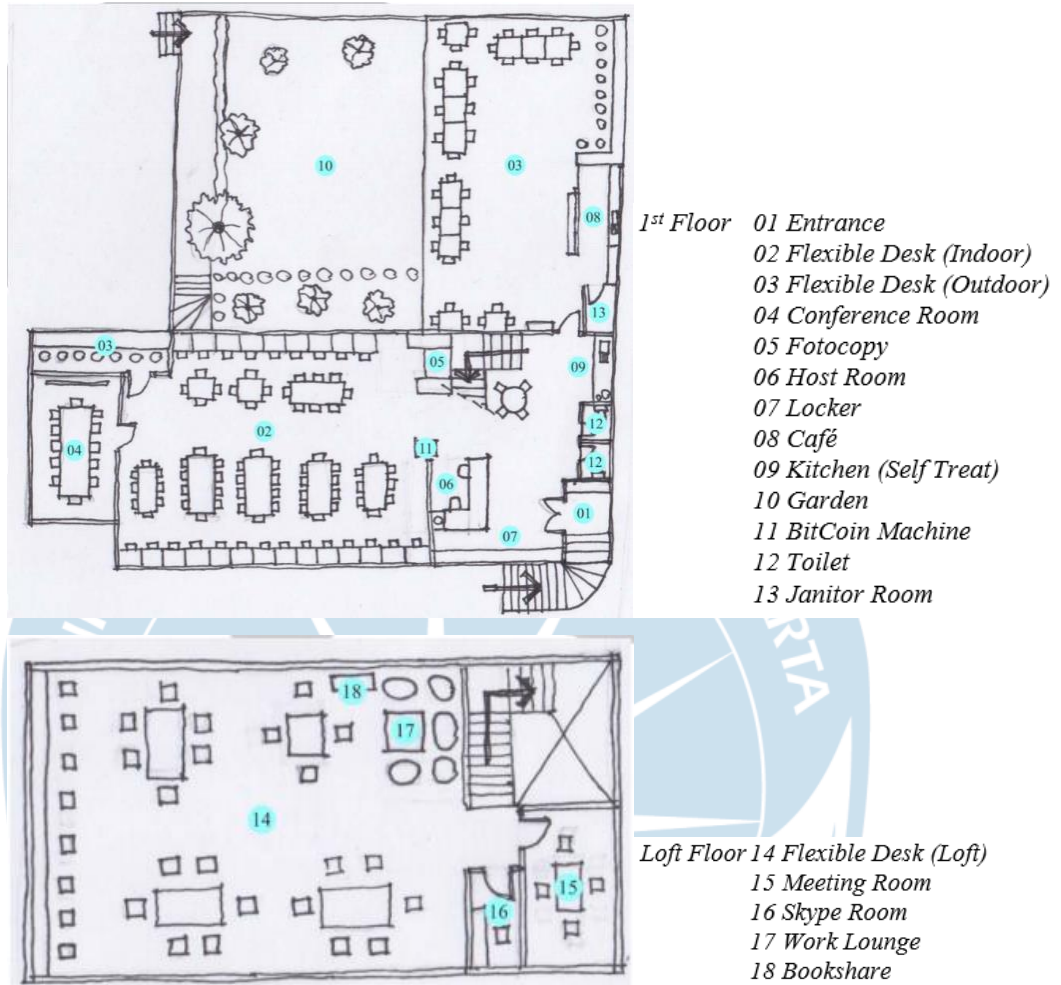 10
03
08
13
03
05
09
02
12
04
11
12
06
01
07
1st Floor 01 Entrance
02 Flexible Desk (Indoor)
03 Flexible Desk (Outdoor)
04 Conference Room
05 Fotocopy
06 Host Room
07 Locker
08 Café
09 Kitchen (Self Treat)
10 Garden
11 BitCoin Machine
12 Toilet
13 Janitor Room
RTA
18
17
14
15
16
Loft Floor 14 Flexible Desk (Loft)
15 Meeting Room
16 Skype Room
17 Work Lounge
18 Bookshare